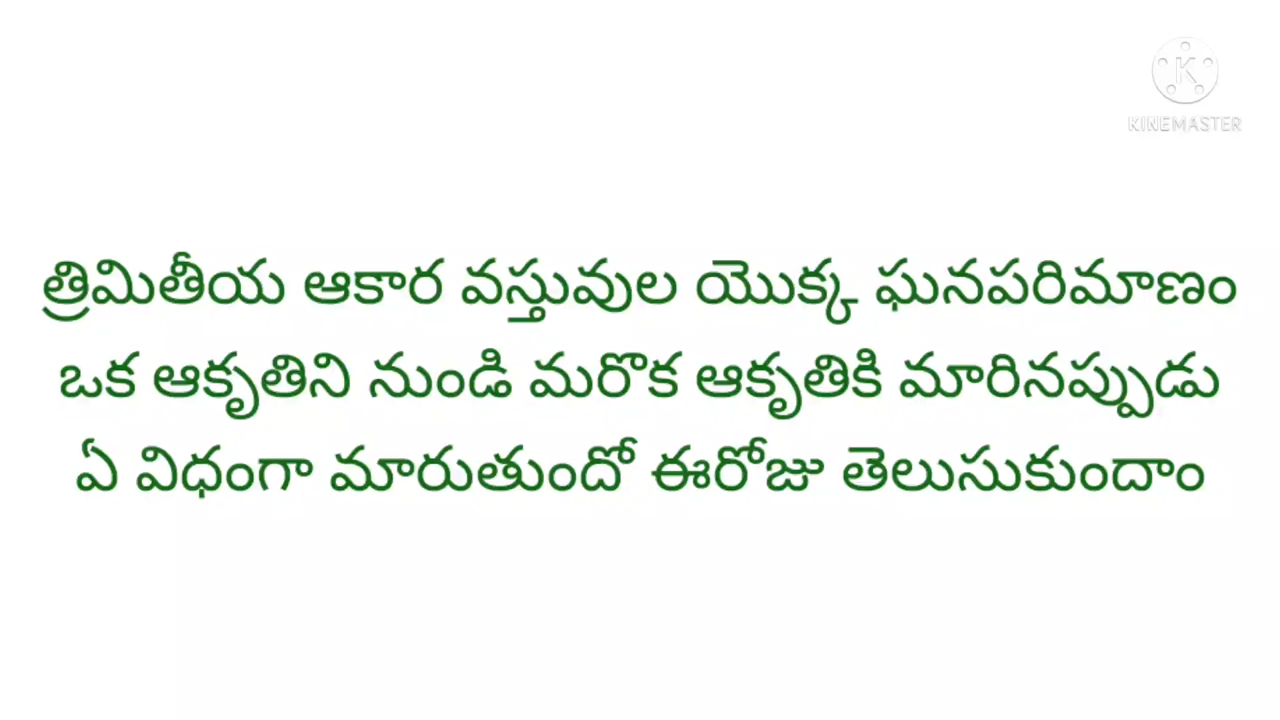 KINEMASTER
త్రిమితీయ ఆకార వస్తువుల యొక్క ఘనపరిమాణం
ఒక ఆకృతిని నుండి మరొక ఆకృతికి మారినప్పుడు
ఏ విధంగా మారుతుందో ఈరోజు తెలుసుకుందాం